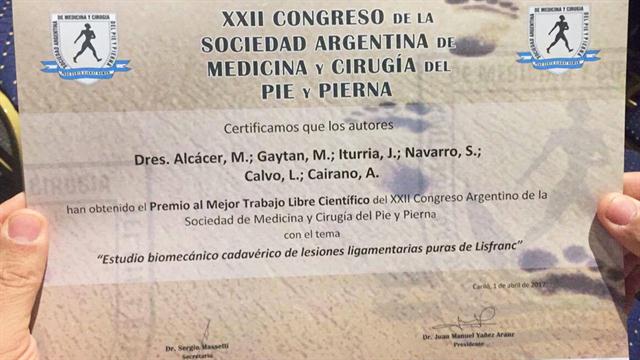 XXII CONGRESO DE LA
SOCIEDAD ARGENTINA DE
MEDICINA Y CIRUGÍA DEL
PIE Y PIERNA
Certificamos que los autores
Dres. Alcácer, M.; Gaytan, M.; Iturria, J.; Navarro, S.;
Calvo, L.; Cairano, A.
han obtenido el Premio al Mejor Trabajo Libre Científico del XXII Congreso Argentino de la
Sociedad de Medicina y Cirugía del Pie y Pierna
con el tema
“Estudio biomecánico cadavérico de lesiones ligamentarias puras de Lisfranc”
Cariló, 1 de abril de 2017
Dr. Sergio Massetti
Secretario
Dr. Juan Manuel Yañez Arauz
Presidente